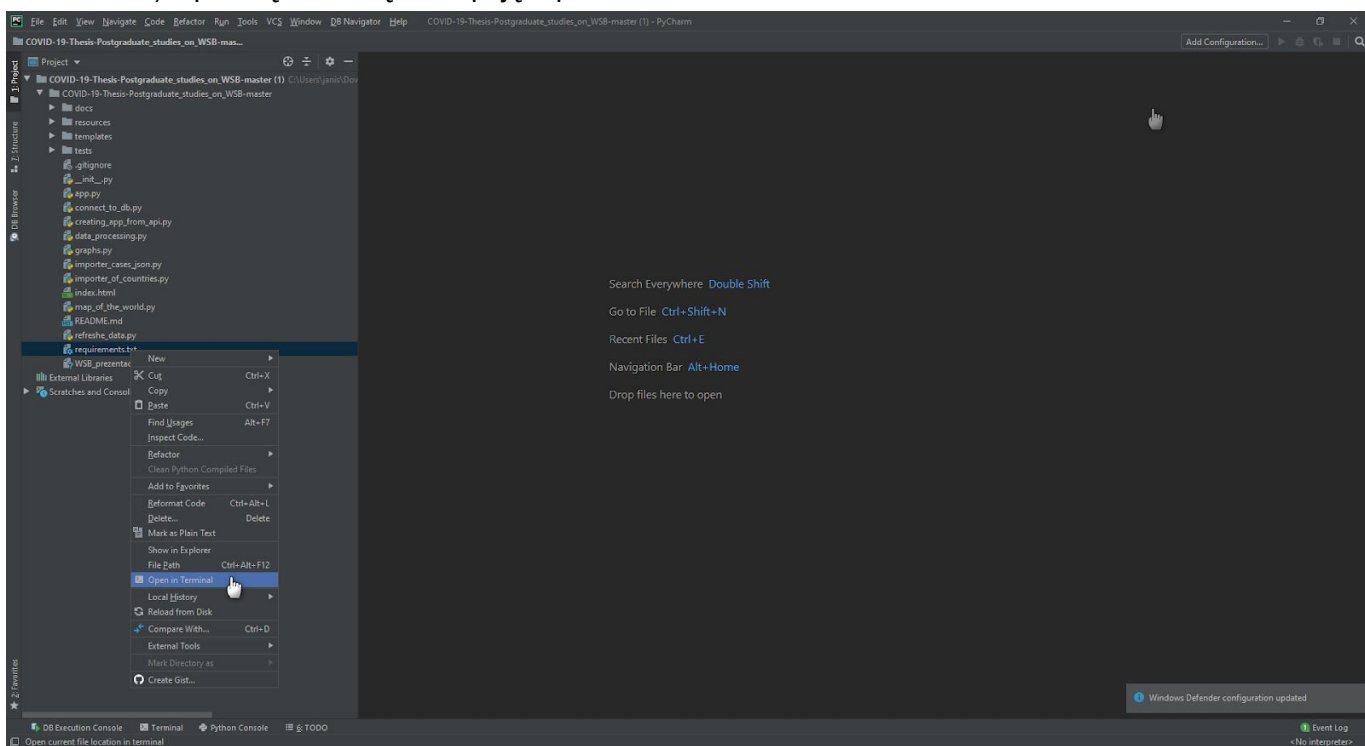 File Edit View Navigate Code Refactor Run Tools VCS Window DB Navigator Help COVID-19-Thesis-Postgraduate_studies_on_WSB-master (1) - PyCharm
COVID-19-Thesis-Postgraduate_studies_on_WSB-mas...
Add Configuration...
1: Project
7: Structure
DB Browser
2: Favorites
Project
COVID-19-Thesis-Postgraduate_studies_on_WSB-master (1) C:\Users\janis\Dov
COVID-19-Thesis-Postgraduate_studies_on_WSB-master
docs
resources
templates
tests
.gitignore
__init__.py
app.py
connect_to_db.py
creating_app_from_api.py
data_processing.py
graphs.py
importer_cases_json.py
importer_of_countries.py
index.html
map_of_the_world.py
README.md
refreshe_data.py
requirements.txt
WSB_prezentac
External Libraries
Scratches and Consol
New
Cut Ctrl+X
Copy
Paste Ctrl+V
Find Usages Alt+F7
Inspect Code...
Refactor
Clean Python Compiled Files
Add to Favorites
Reformat Code Ctrl+Alt+L
Delete... Delete
Mark as Plain Text
Show in Explorer
File Path Ctrl+Alt+F12
Open in Terminal
Local History
Reload from Disk
Compare With... Ctrl+D
External Tools
Mark Directory as
Create Gist...
Search Everywhere Double Shift
Go to File Ctrl+Shift+N
Recent Files Ctrl+E
Navigation Bar Alt+Home
Drop files here to open
Windows Defender configuration updated
DB Execution Console Terminal Python Console 6: TODO
1 Event Log
Open current file location in terminal
<No interpreter>